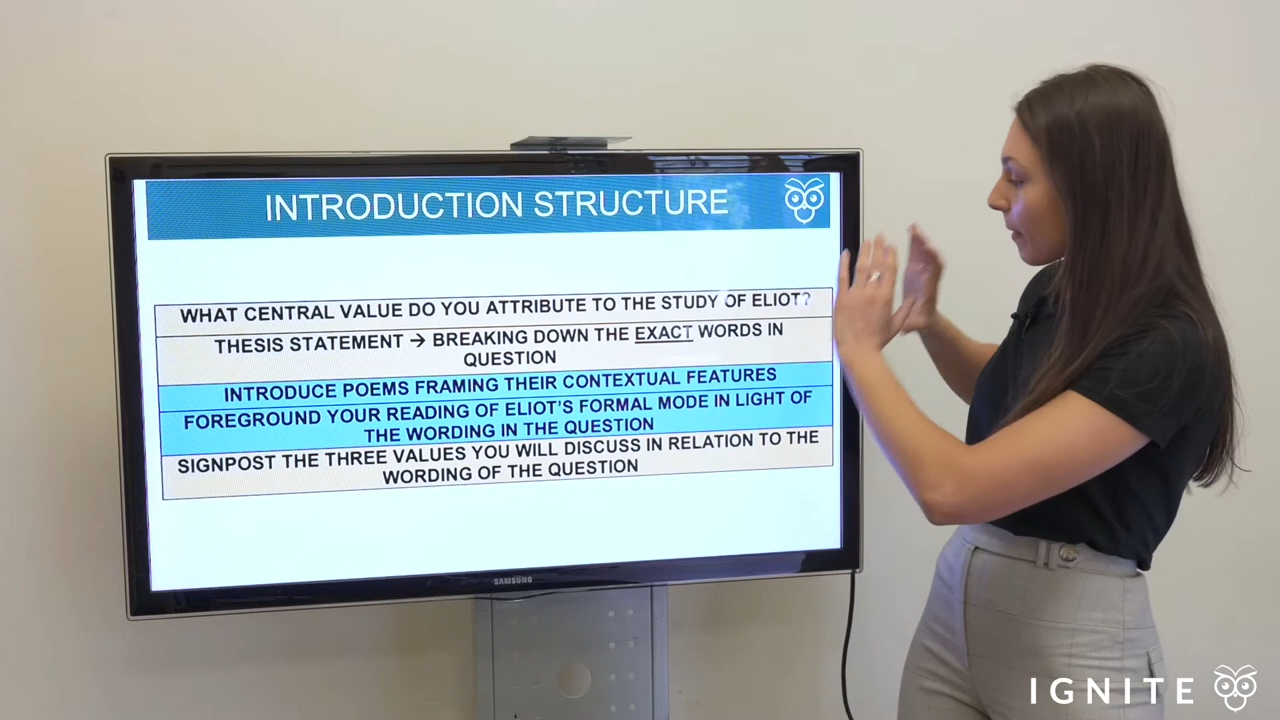 INTRODUCTION STRUCTURE
WHAT CENTRAL VALUE DO YOU ATTRIBUTE TO THE STUDY OF ELIOT?
THESIS STATEMENT → BREAKING DOWN THE EXACT WORDS IN
QUESTION
INTRODUCE POEMS FRAMING THEIR CONTEXTUAL FEATURES
FOREGROUND YOUR READING OF ELIOT'S FORMAL MODE IN LIGHT OF
THE WORDING IN THE QUESTION
SIGNPOST THE THREE VALUES YOU WILL DISCUSS IN RELATION TO THE
WORDING OF THE QUESTION
SAMSUNG
IGNITE